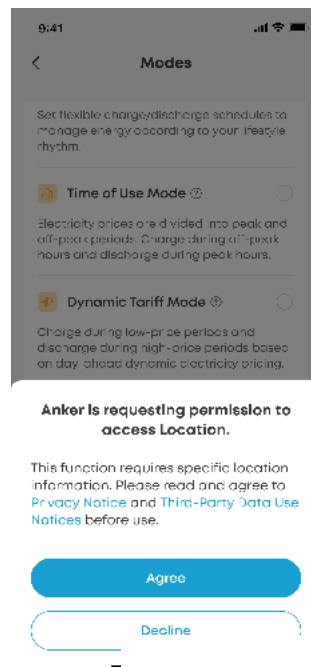 9:41
Modes
Set flexible charge/discharge schedules to
manage energy according to your lifestyle
rhythm.
Time of Use Mode ?
Electricity prices are divided into peak and
off-peak periods. Charge during off-peak
hours and discharge during peak hours.
Dynamic Tariff Mode ?
Charge during low-price periods and
discharge during high-price periods based
on day-ahead dynamic electricity pricing.
Anker is requesting permission to
access Location.
This function requires specific location
information. Please read and agree to
Privacy Notice and Third-Party Data Use
Notices before use.
Agree
Decline